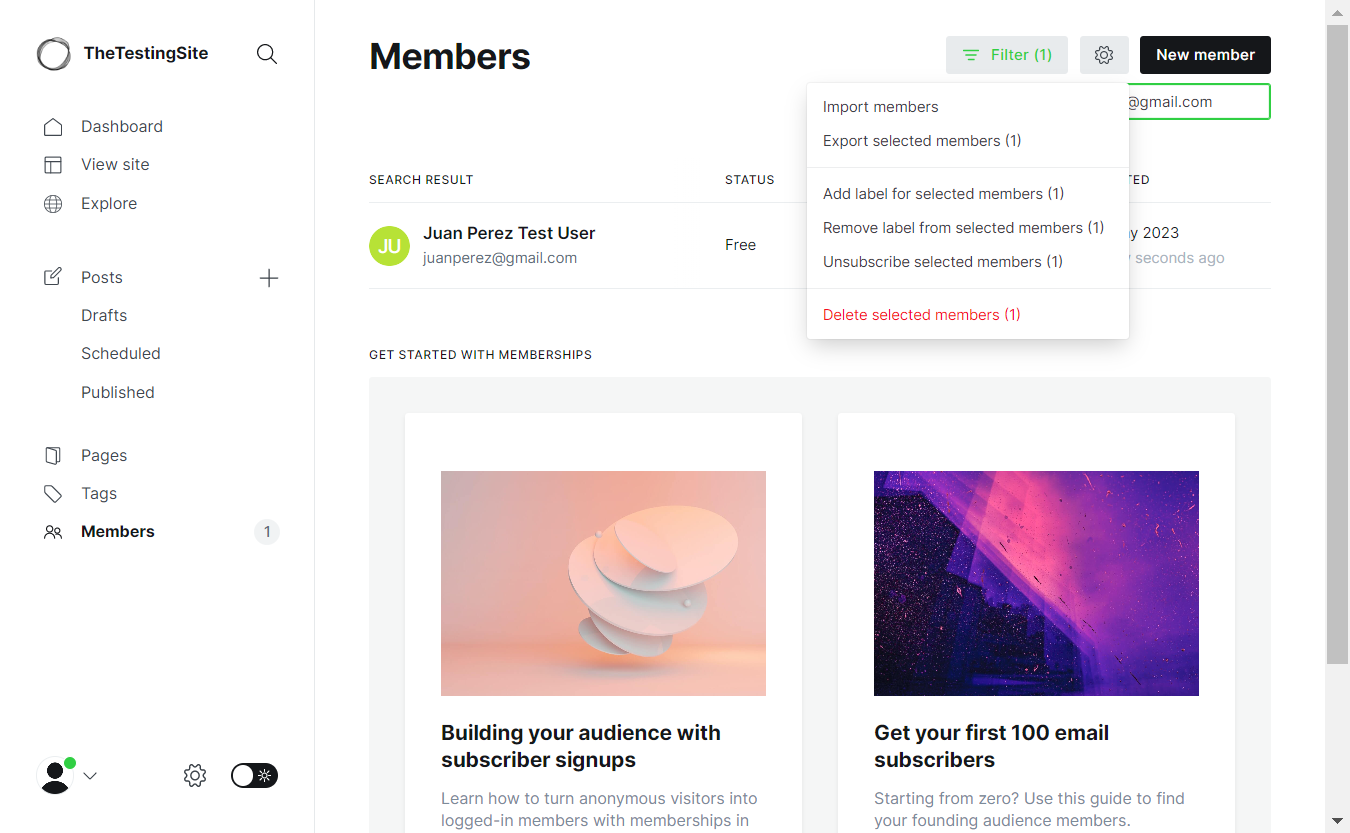 TheTestingSite
Dashboard
View site
Explore
Posts
Drafts
Scheduled
Published
Pages
Tags
Members 1
Members
Filter (1)
New member
@gmail.com
Import members
Export selected members (1)
Add label for selected members (1)
Remove label from selected members (1)
Unsubscribe selected members (1)
Delete selected members (1)
SEARCH RESULT STATUS
JU Juan Perez Test User
juanperez@gmail.com
Free
2023
seconds ago
GET STARTED WITH MEMBERSHIPS
Building your audience with
subscriber signups
Learn how to turn anonymous visitors into
logged-in members with memberships in
Get your first 100 email
subscribers
Starting from zero? Use this guide to find
your founding audience members.